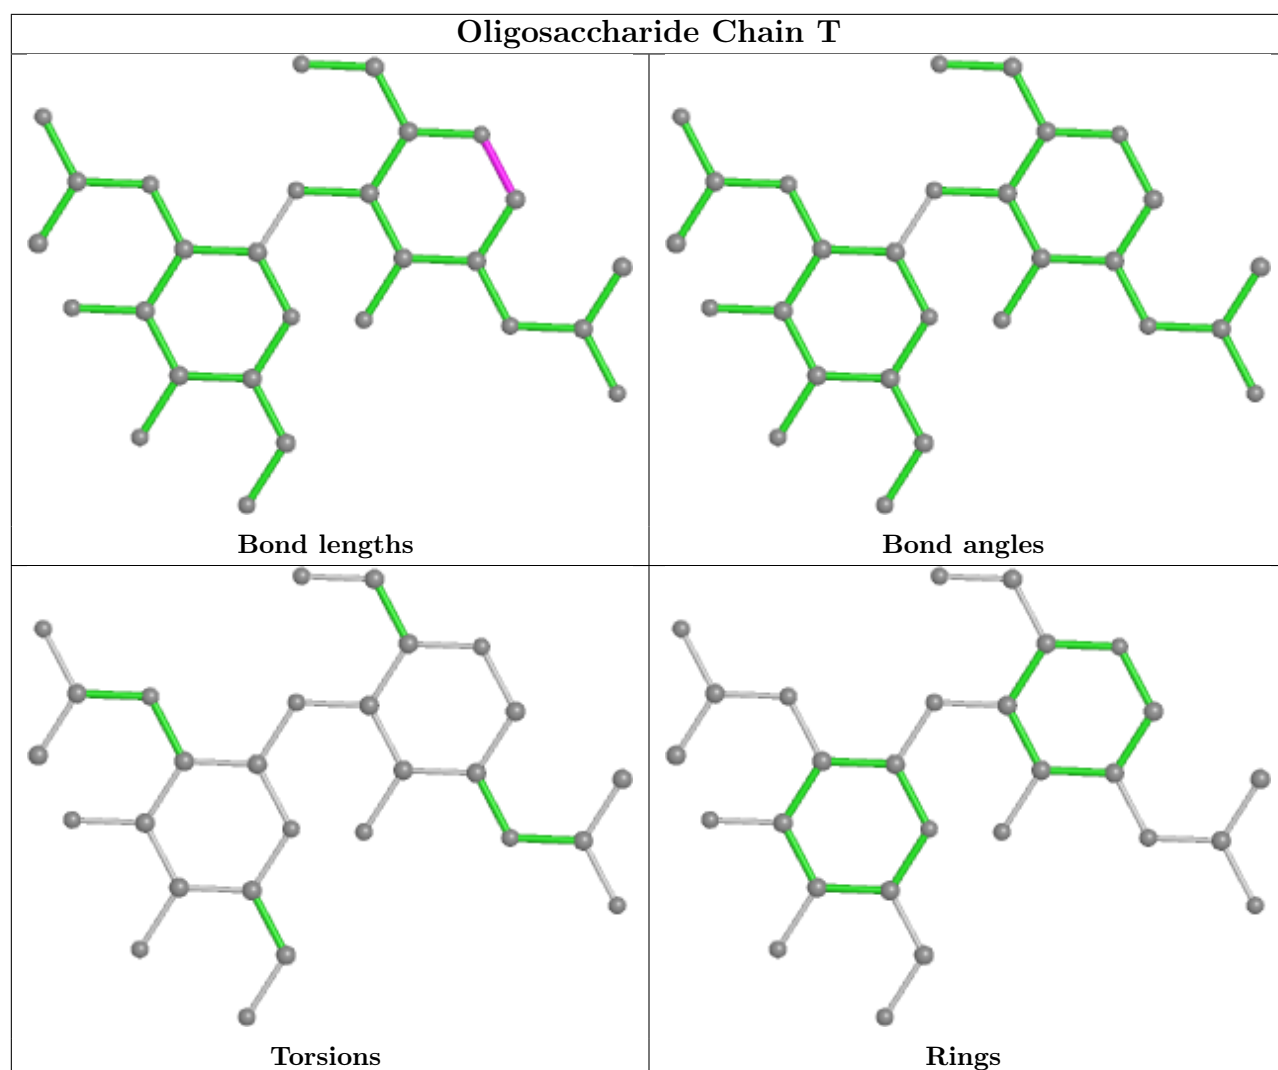 Oligosaccharide Chain T
Bond lengths
Bond angles
Torsions
Rings